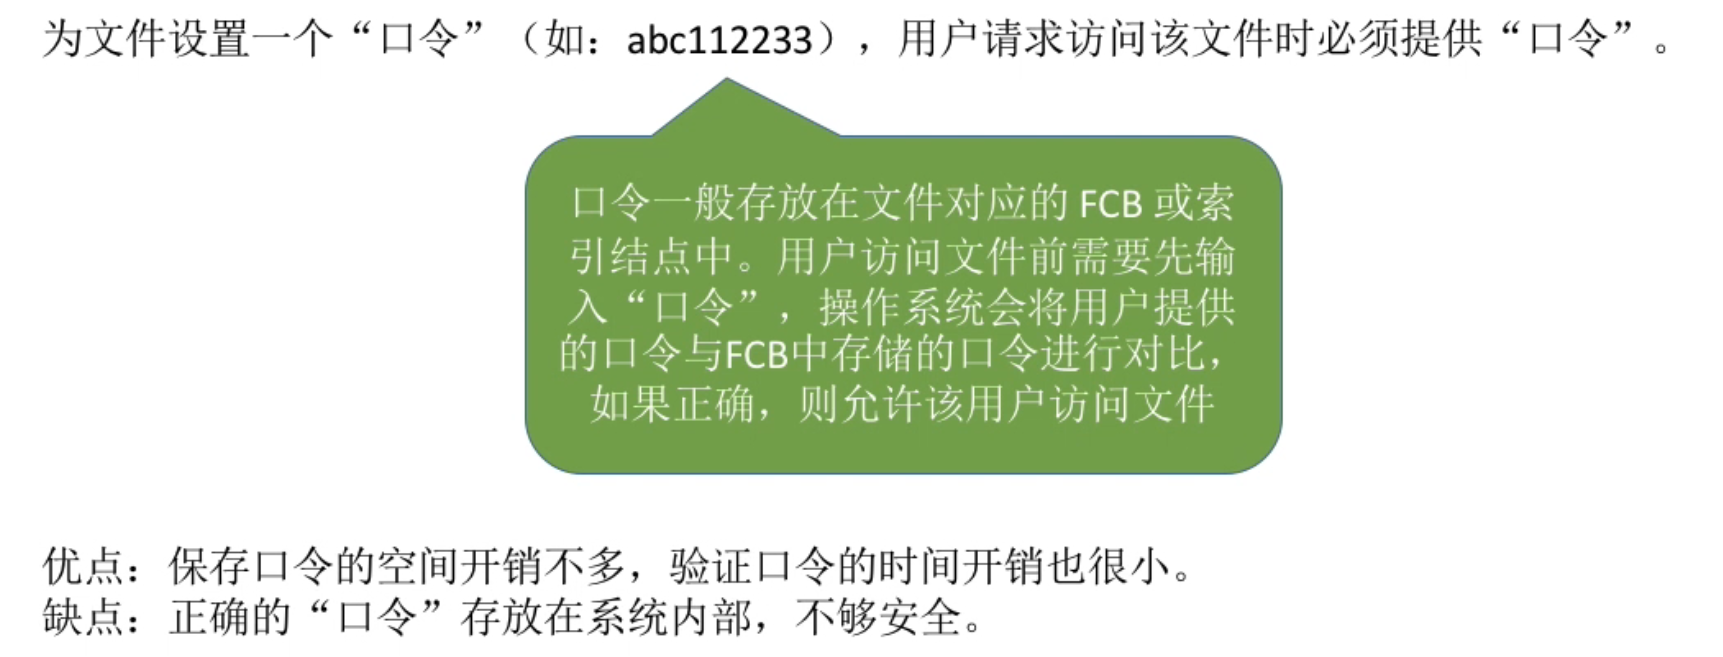 为文件设置一个“口令”（如：abc112233），用户请求访问该文件时必须提供“口令”。
口令一般存放在文件对应的 FCB 或索
引结点中。用户访问文件前需要先输
入“口令”，操作系统会将用户提供
的口令与FCB中存储的口令进行对比，
如果正确，则允许该用户访问文件
优点：保存口令的空间开销不多，验证口令的时间开销也很小。
缺点：正确的“口令”存放在系统内部，不够安全。